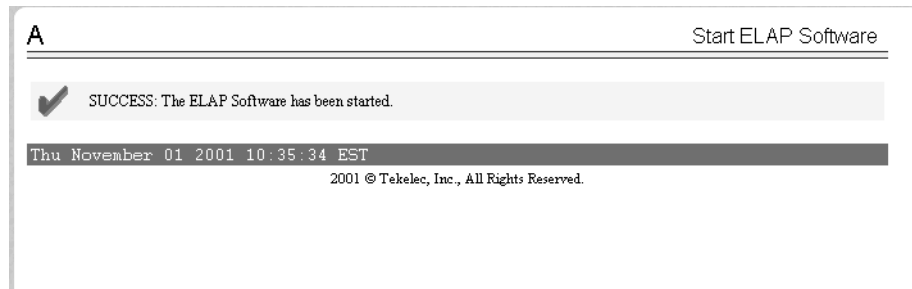 A
Start ELAP Software
SUCCESS: The ELAP Software has been started.
Thu November 01 2001 10:35:34 EST
2001 © Tekelec, Inc., All Rights Reserved.